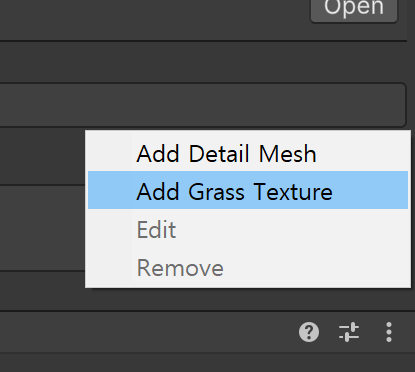 Open
Add Detail Mesh
Add Grass Texture
Edit
Remove